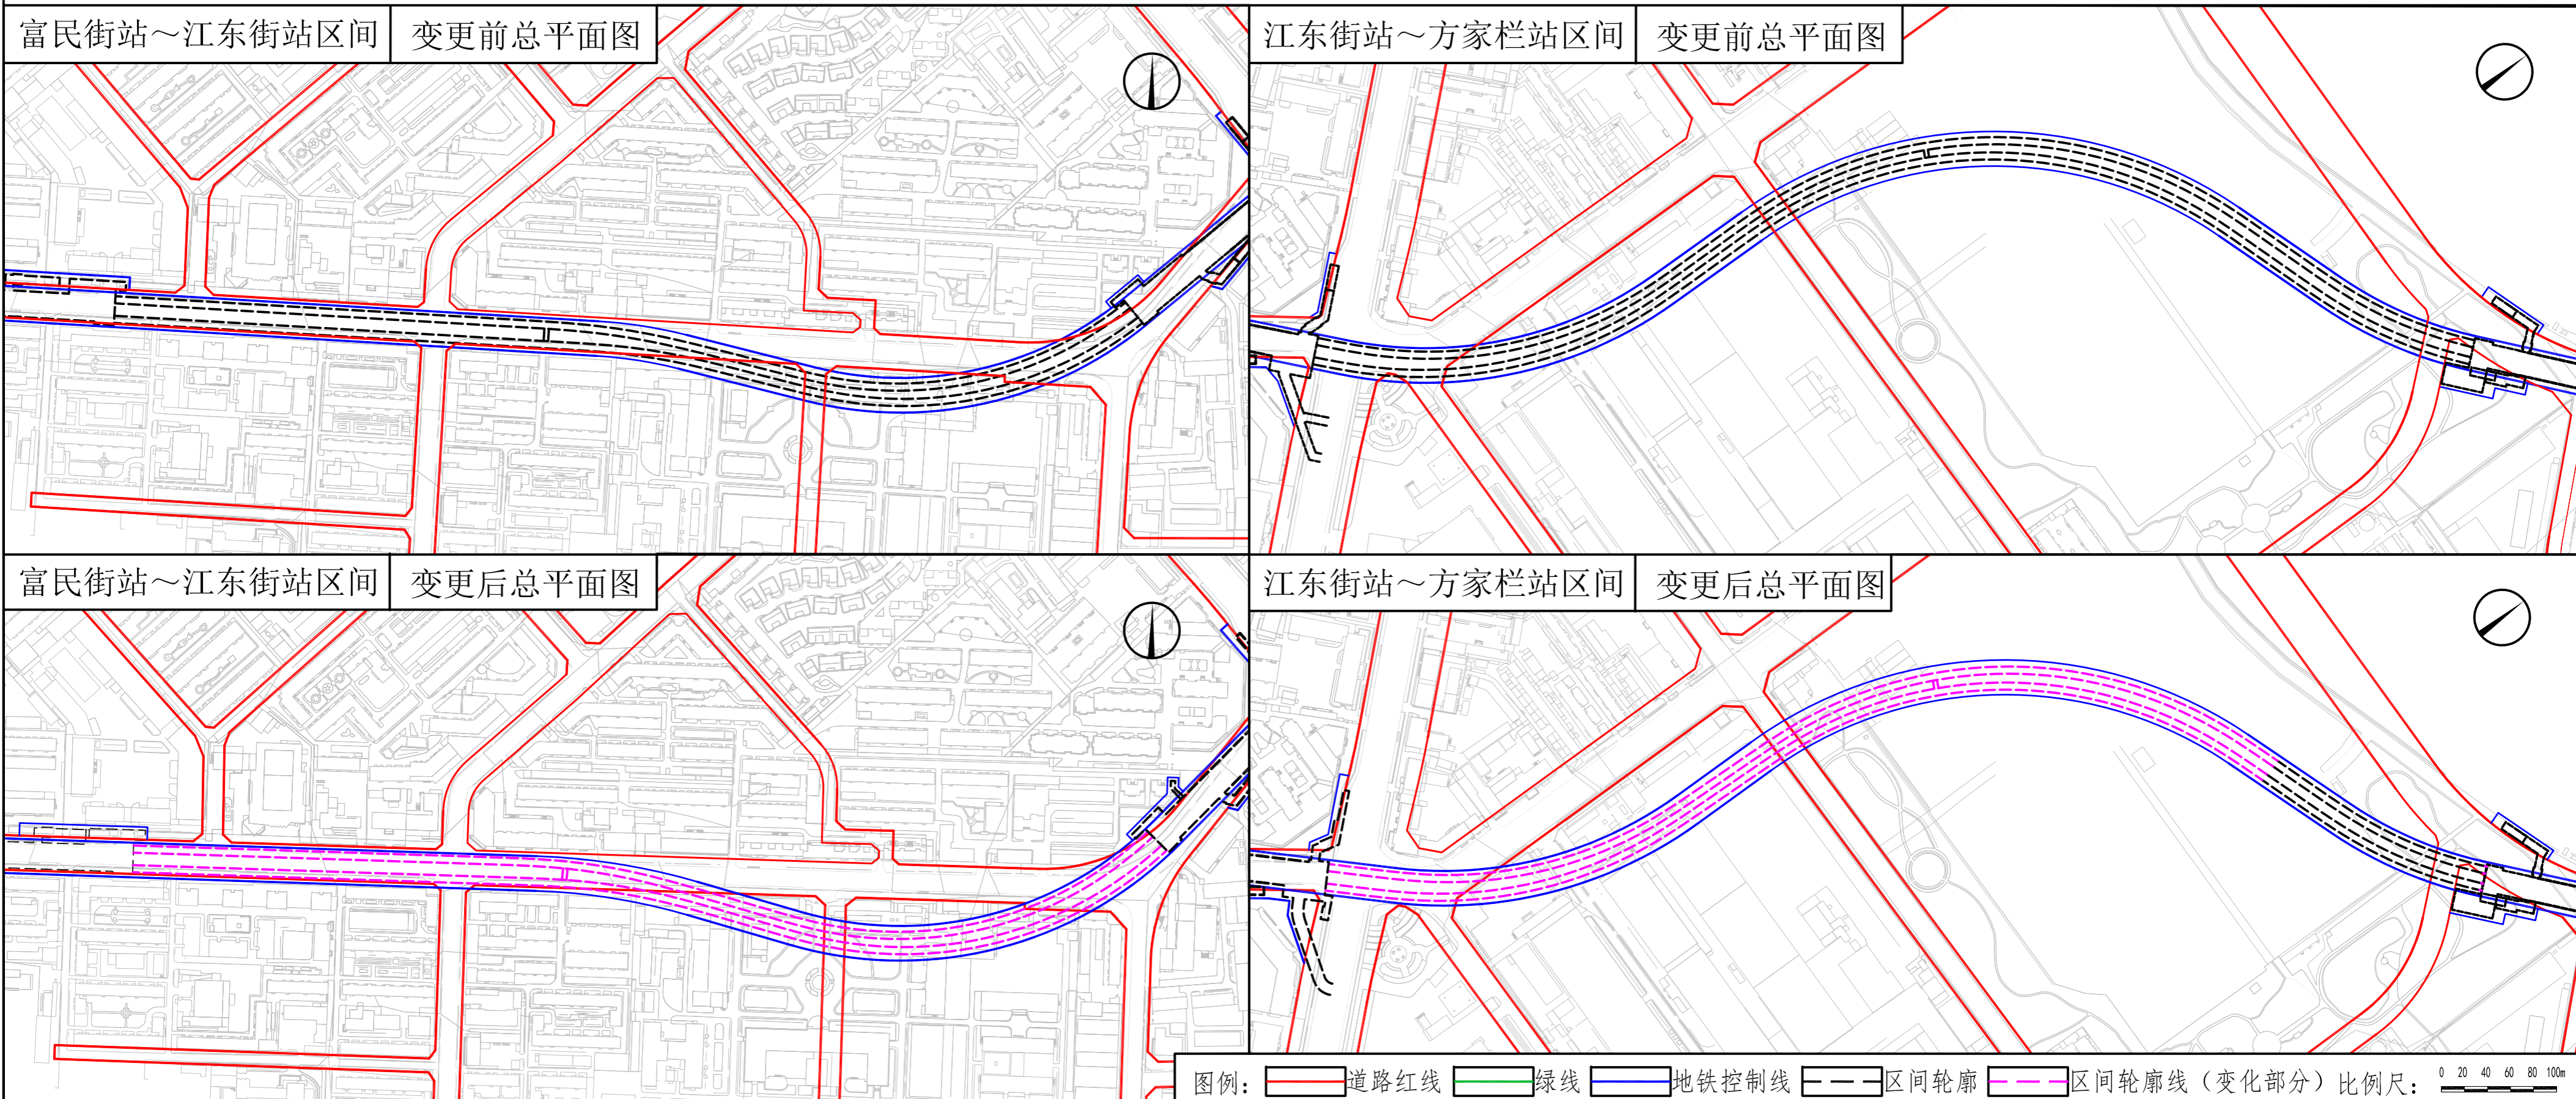 富民街站～江东街站区间 变更前总平面图
江东街站～方家栏站区间 变更前总平面图
富民街站～江东街站区间 变更后总平面图
江东街站～方家栏站区间 变更后总平面图
图例： 道路红线 绿线 地铁控制线 区间轮廓 区间轮廓线（变化部分） 比例尺： 0 20 40 60 80 100m